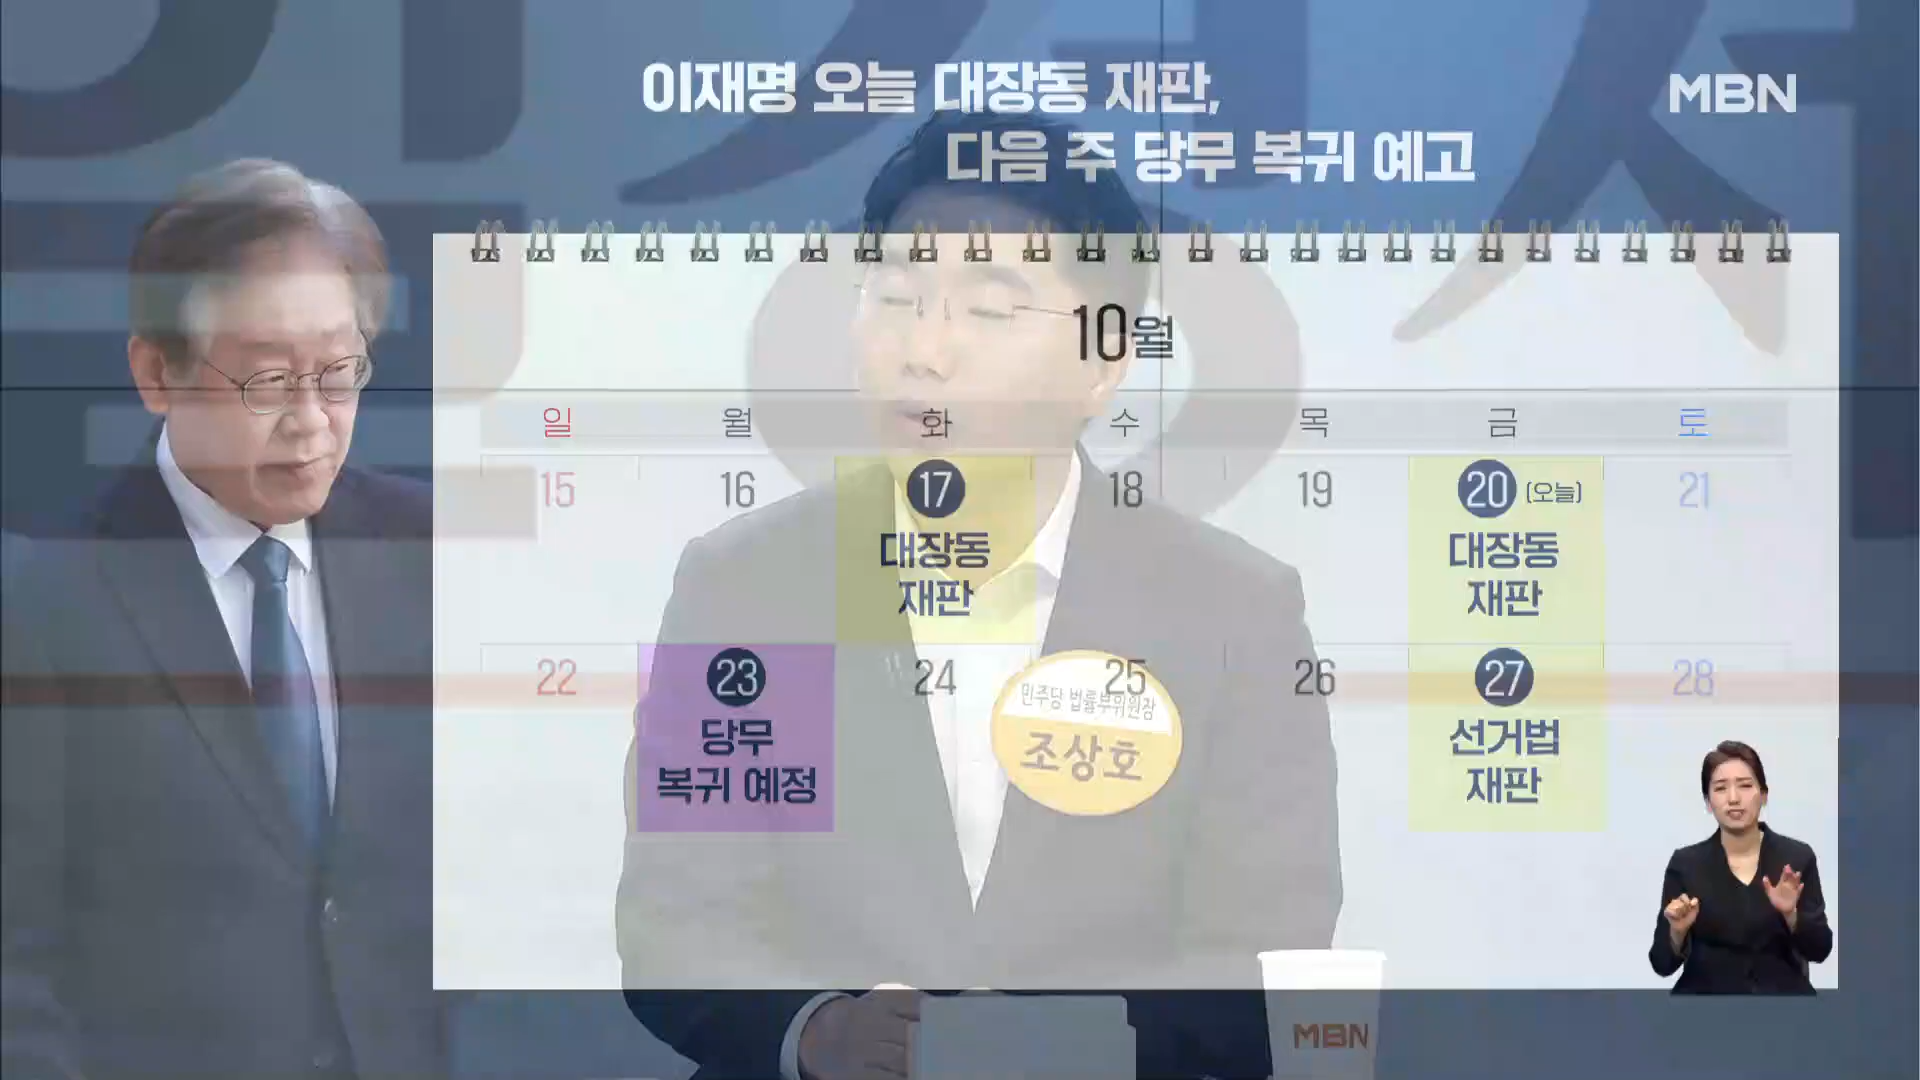 이재명 오늘 대장동 재판,
다음 주 당무 복귀 예고
MBN
10월
일 월 화 수 목 금 토
15 16 17 18 19 20 (오늘) 21
대장동 재판
대장동 재판
22 23 24 25 26 27 28
당무 복귀 예정
선거법 재판
민주당 법률부위원장
조상호
MBN